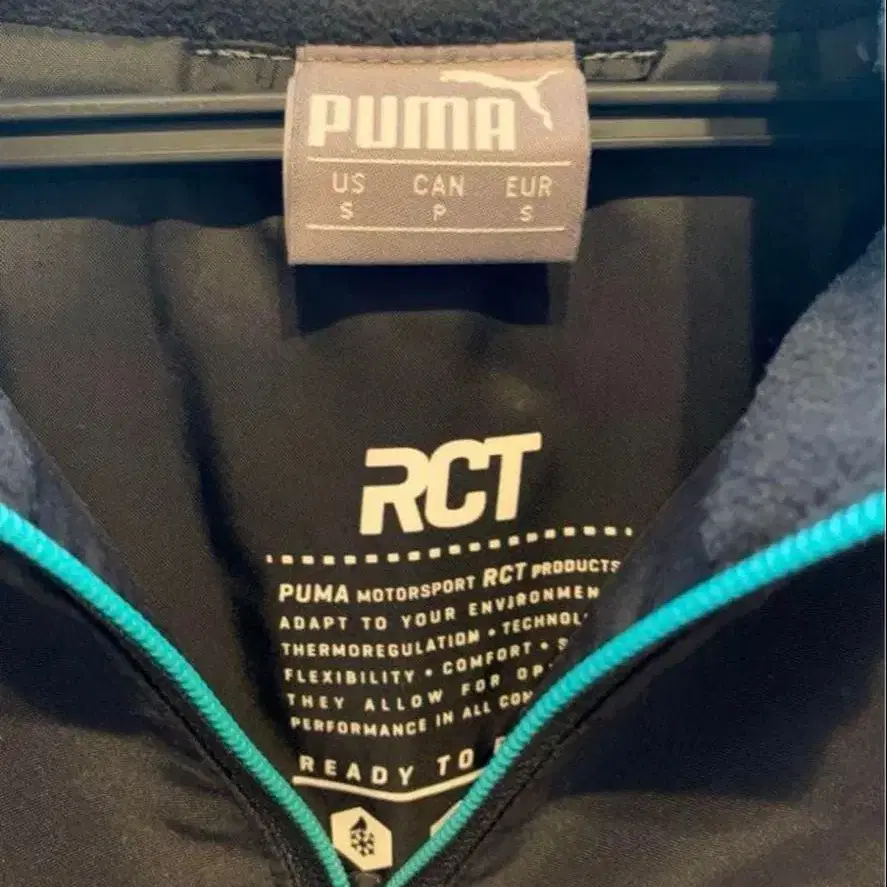 PUMA
US CAN EUR
S P S
RCT
PUMA MOTORSPORT RCT PRODUCTS
ADAPT TO YOUR
THERMOREGULATION •
FLEXIBILITY • COMFORT •
THEY ALLOW FOR
PERFORMANCE IN ALL
READY TO